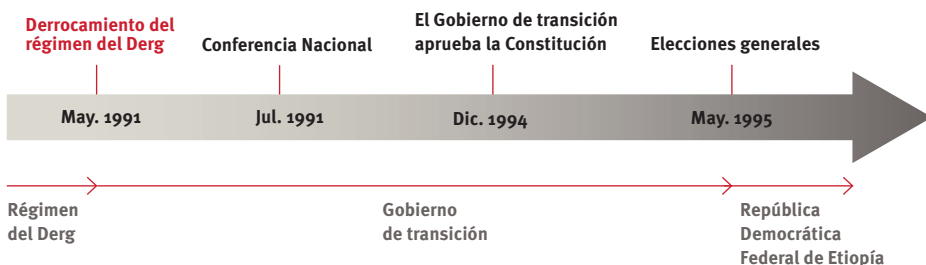 Derrocamiento del
régimen del Derg
Conferencia Nacional
El Gobierno de transición
aprueba la Constitución
Elecciones generales
May. 1991
Jul. 1991
Dic. 1994
May. 1995
Régimen
del Derg
Gobierno
de transición
República
Democrática
Federal de Etiopía